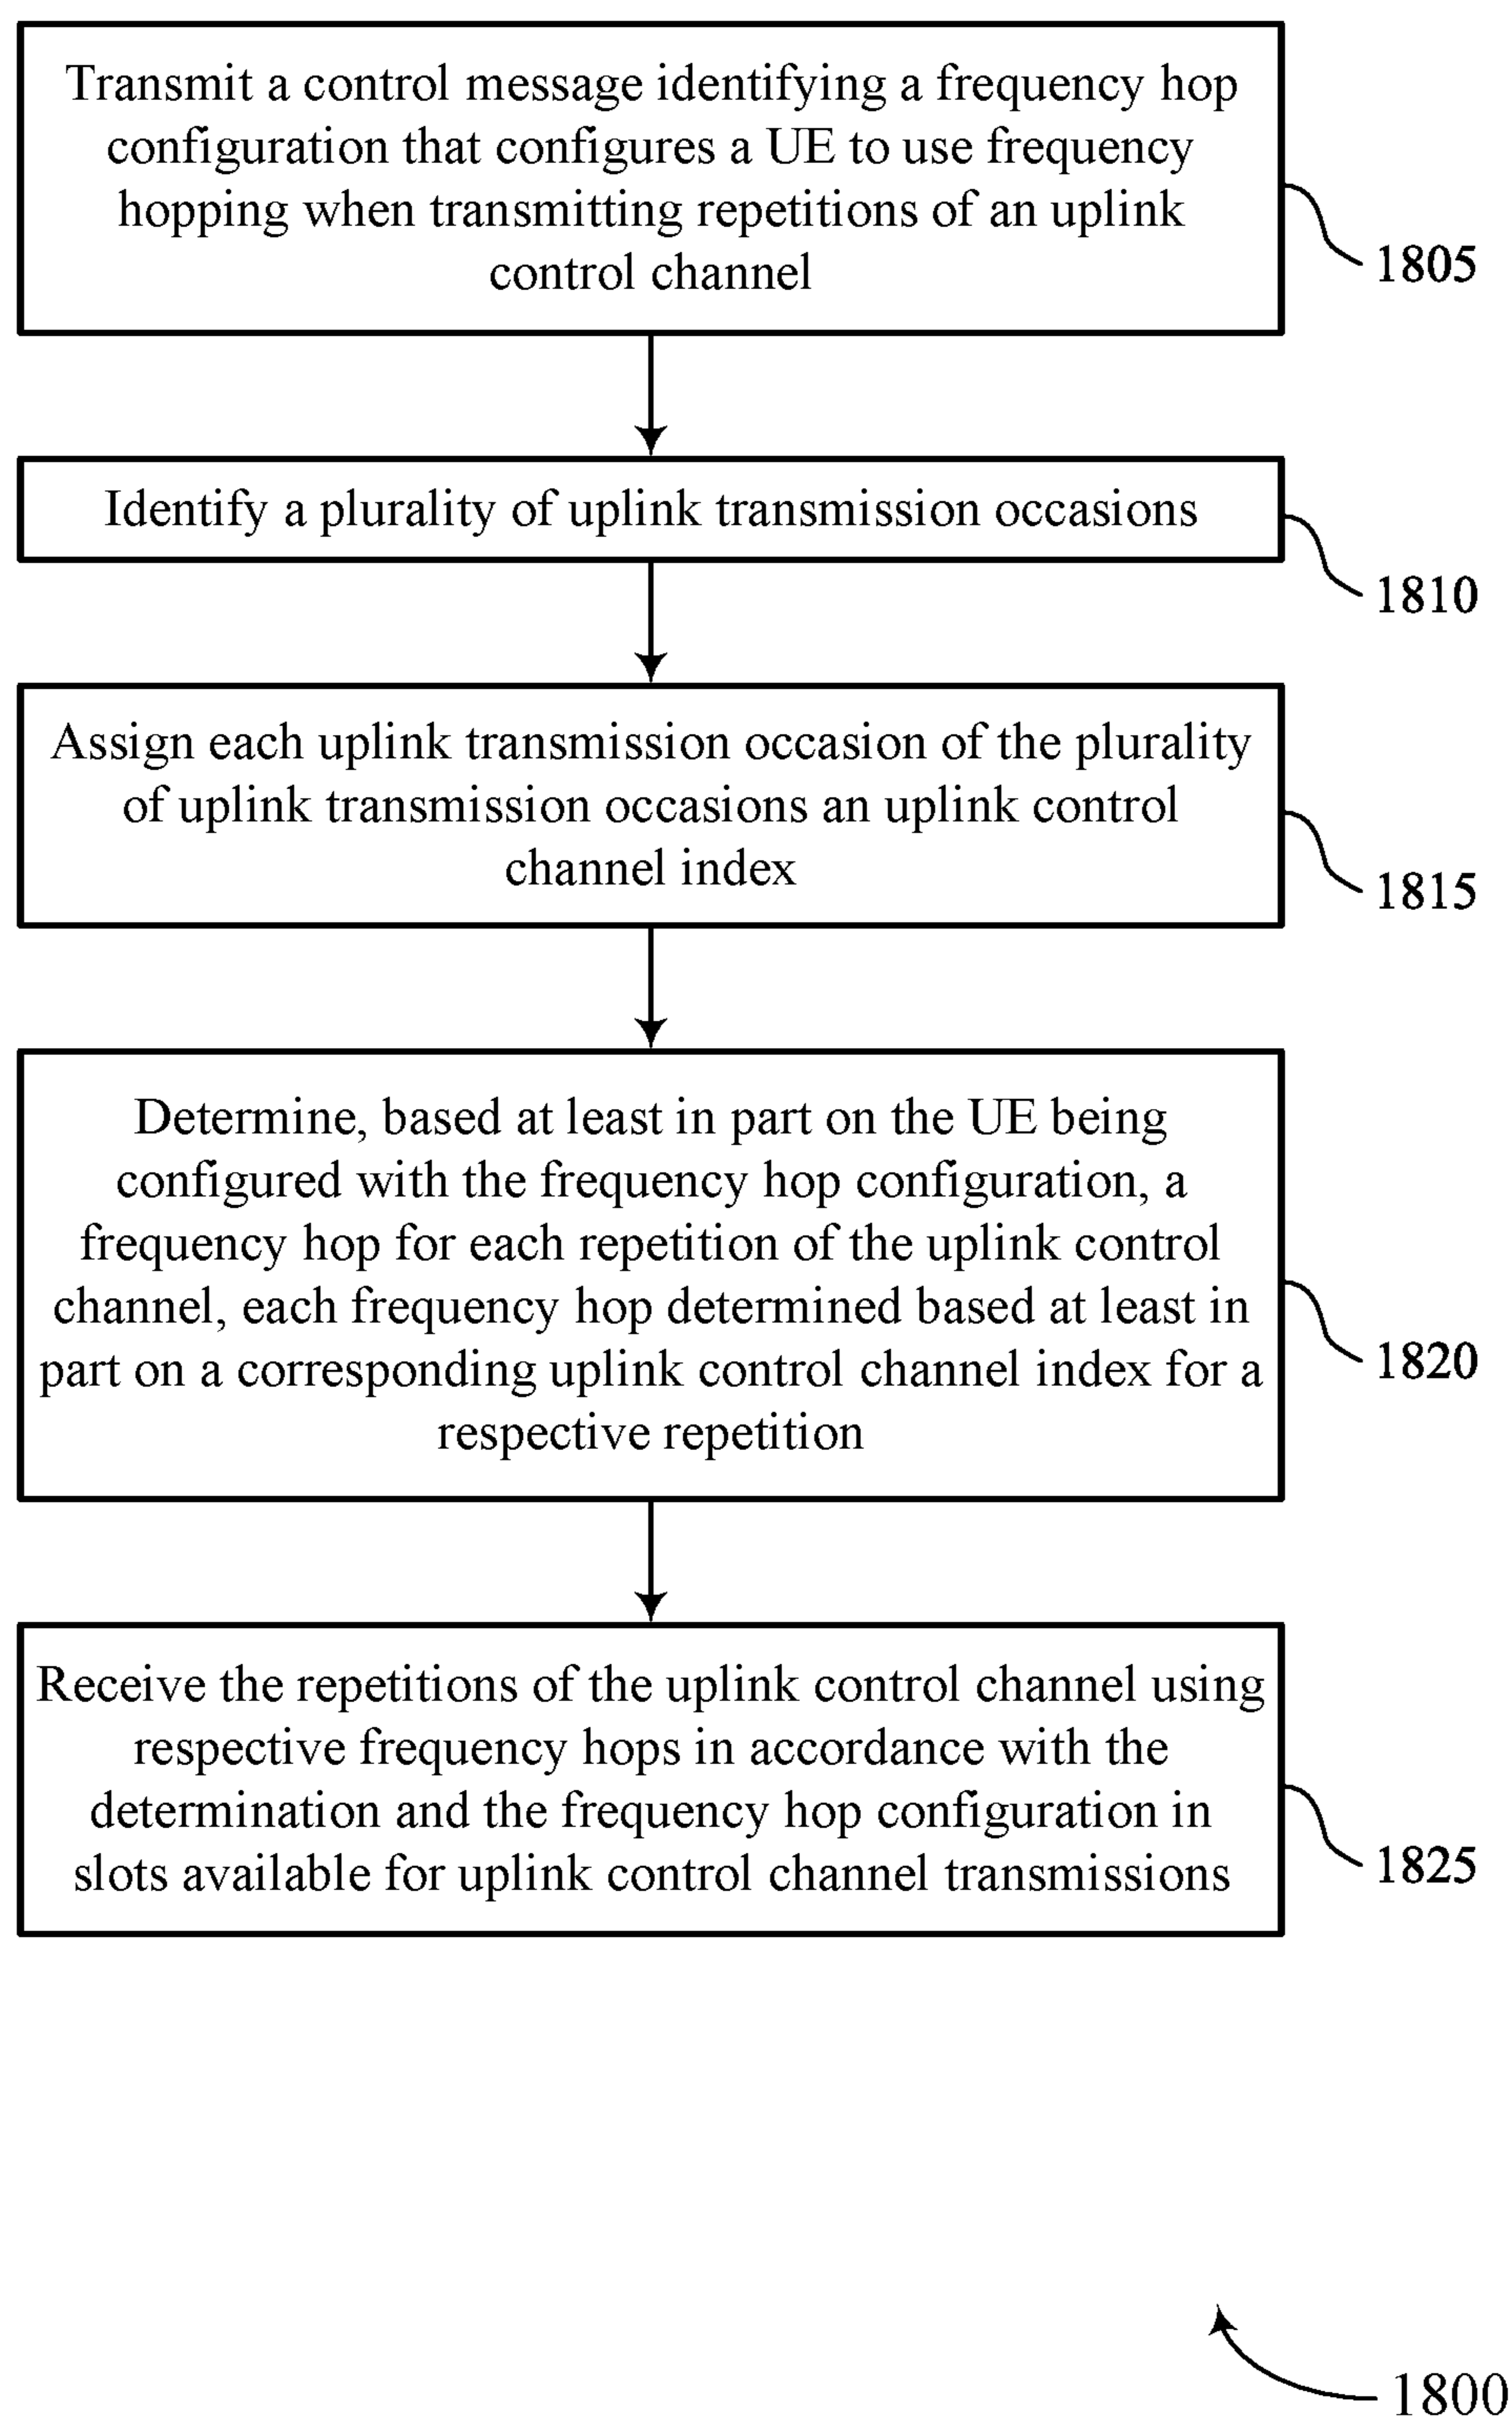 Transmit a control message identifying a frequency hop
configuration that configures a UE to use frequency
hopping when transmitting repetitions of an uplink
control channel
1805
Identify a plurality of uplink transmission occasions
1810
Assign each uplink transmission occasion of the plurality
of uplink transmission occasions an uplink control
channel index
1815
Determine, based at least in part on the UE being
configured with the frequency hop configuration, a
frequency hop for each repetition of the uplink control
channel, each frequency hop determined based at least in
part on a corresponding uplink control channel index for a
respective repetition
1820
Receive the repetitions of the uplink control channel using
respective frequency hops in accordance with the
determination and the frequency hop configuration in
slots available for uplink control channel transmissions
1825
1800